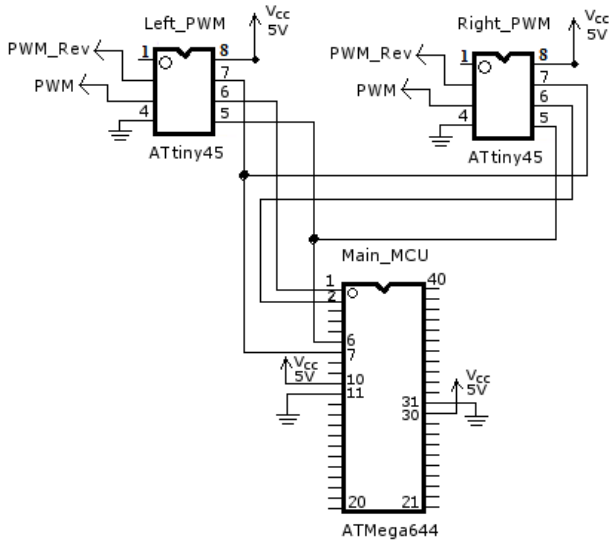 Left_PWM
Vcc
5V
PWM_Rev
PWM
1
4
8
7
6
5
ATtiny45
Right_PWM
Vcc
5V
PWM_Rev
PWM
1
4
8
7
6
5
ATtiny45
Main_MCU
1
2
6
7
10
11
20
40
31
30
21
Vcc
5V
Vcc
5V
ATMega644